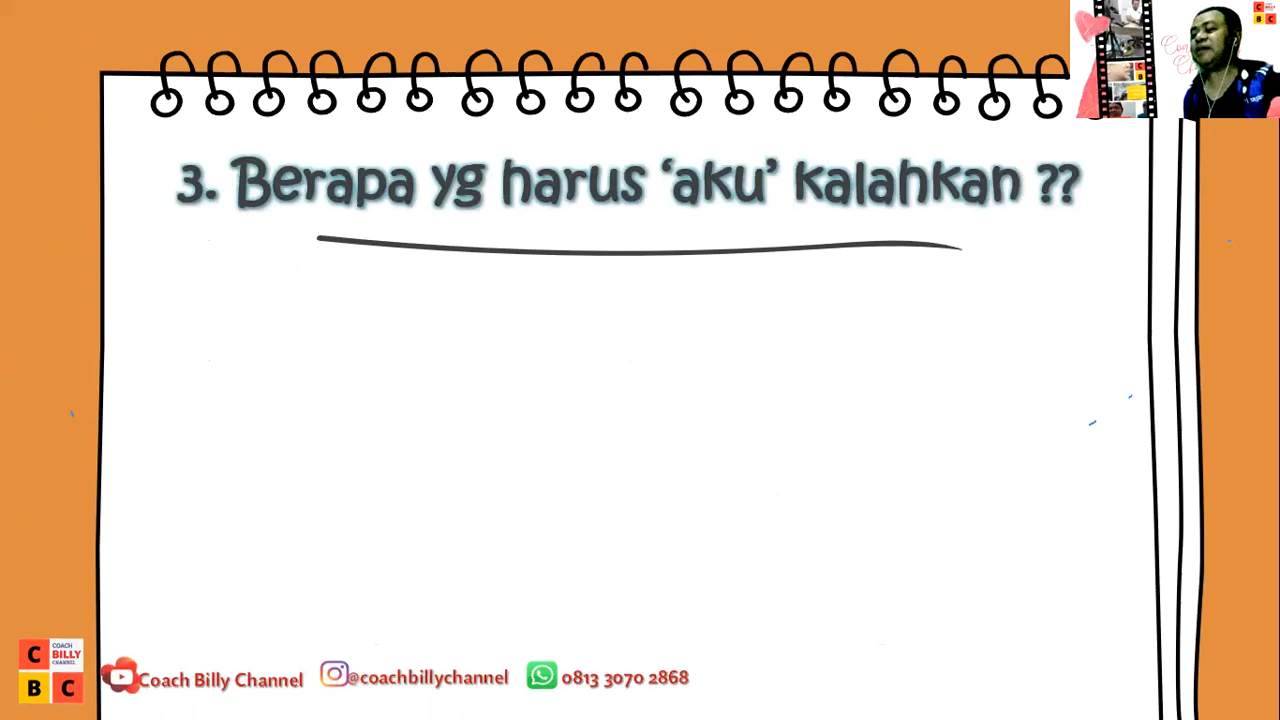 3. Berapa yg harus ‘aku’ kalahkan ??
C B C
C COACH BILLY CHANNEL
B C
Coach Billy Channel @coachbillychannel 0813 3070 2868